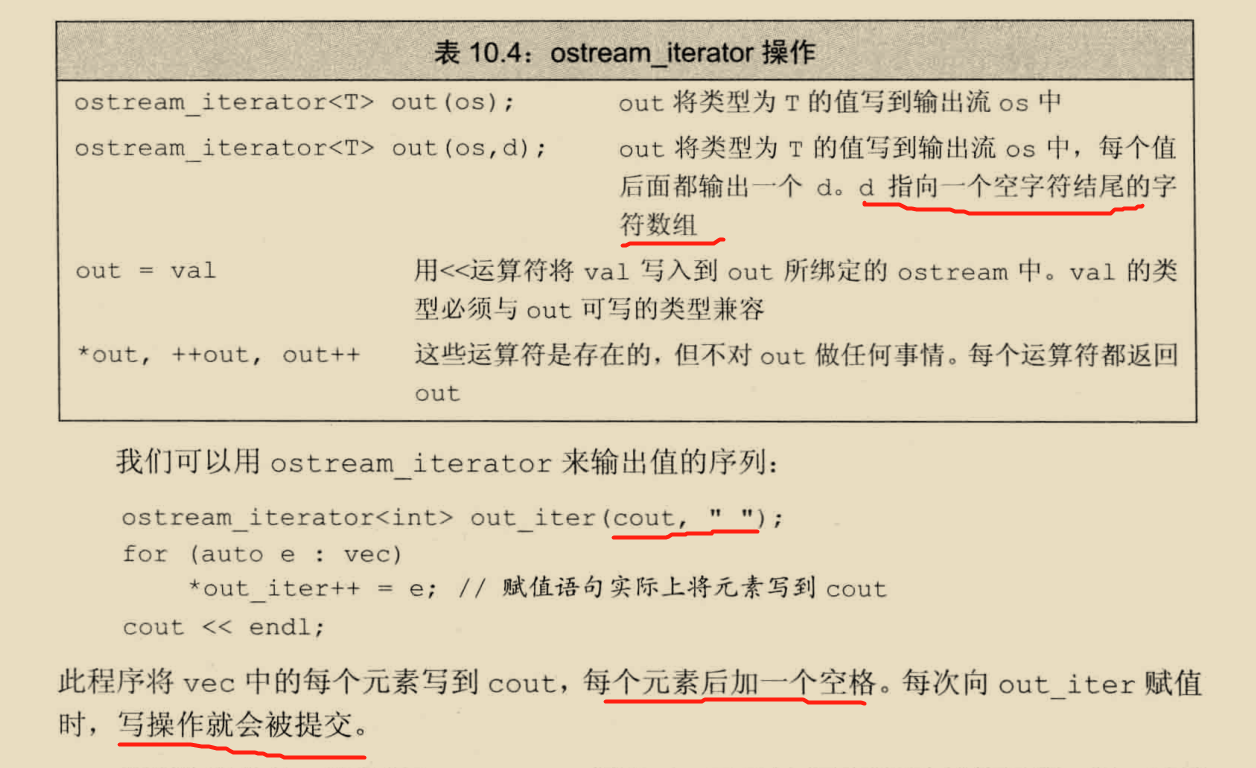 表 10.4：ostream_iterator 操作
ostream_iterator<T> out(os); out 将类型为 T 的值写到输出流 os 中
ostream_iterator<T> out(os,d); out 将类型为 T 的值写到输出流 os 中，每个值
后面都输出一个 d。d 指向一个空字符结尾的字
符数组
out = val 用<<运算符将 val 写入到 out 所绑定的 ostream 中。val 的类
型必须与 out 可写的类型兼容
*out, ++out, out++ 这些运算符是存在的，但不对 out 做任何事情。每个运算符都返回
out
我们可以用 ostream_iterator 来输出值的序列：
ostream_iterator<int> out_iter(cout, " ");
for (auto e : vec)
*out_iter++ = e; // 赋值语句实际上将元素写到 cout
cout << endl;
此程序将 vec 中的每个元素写到 cout，每个元素后加一个空格。每次向 out_iter 赋值
时，写操作就会被提交。